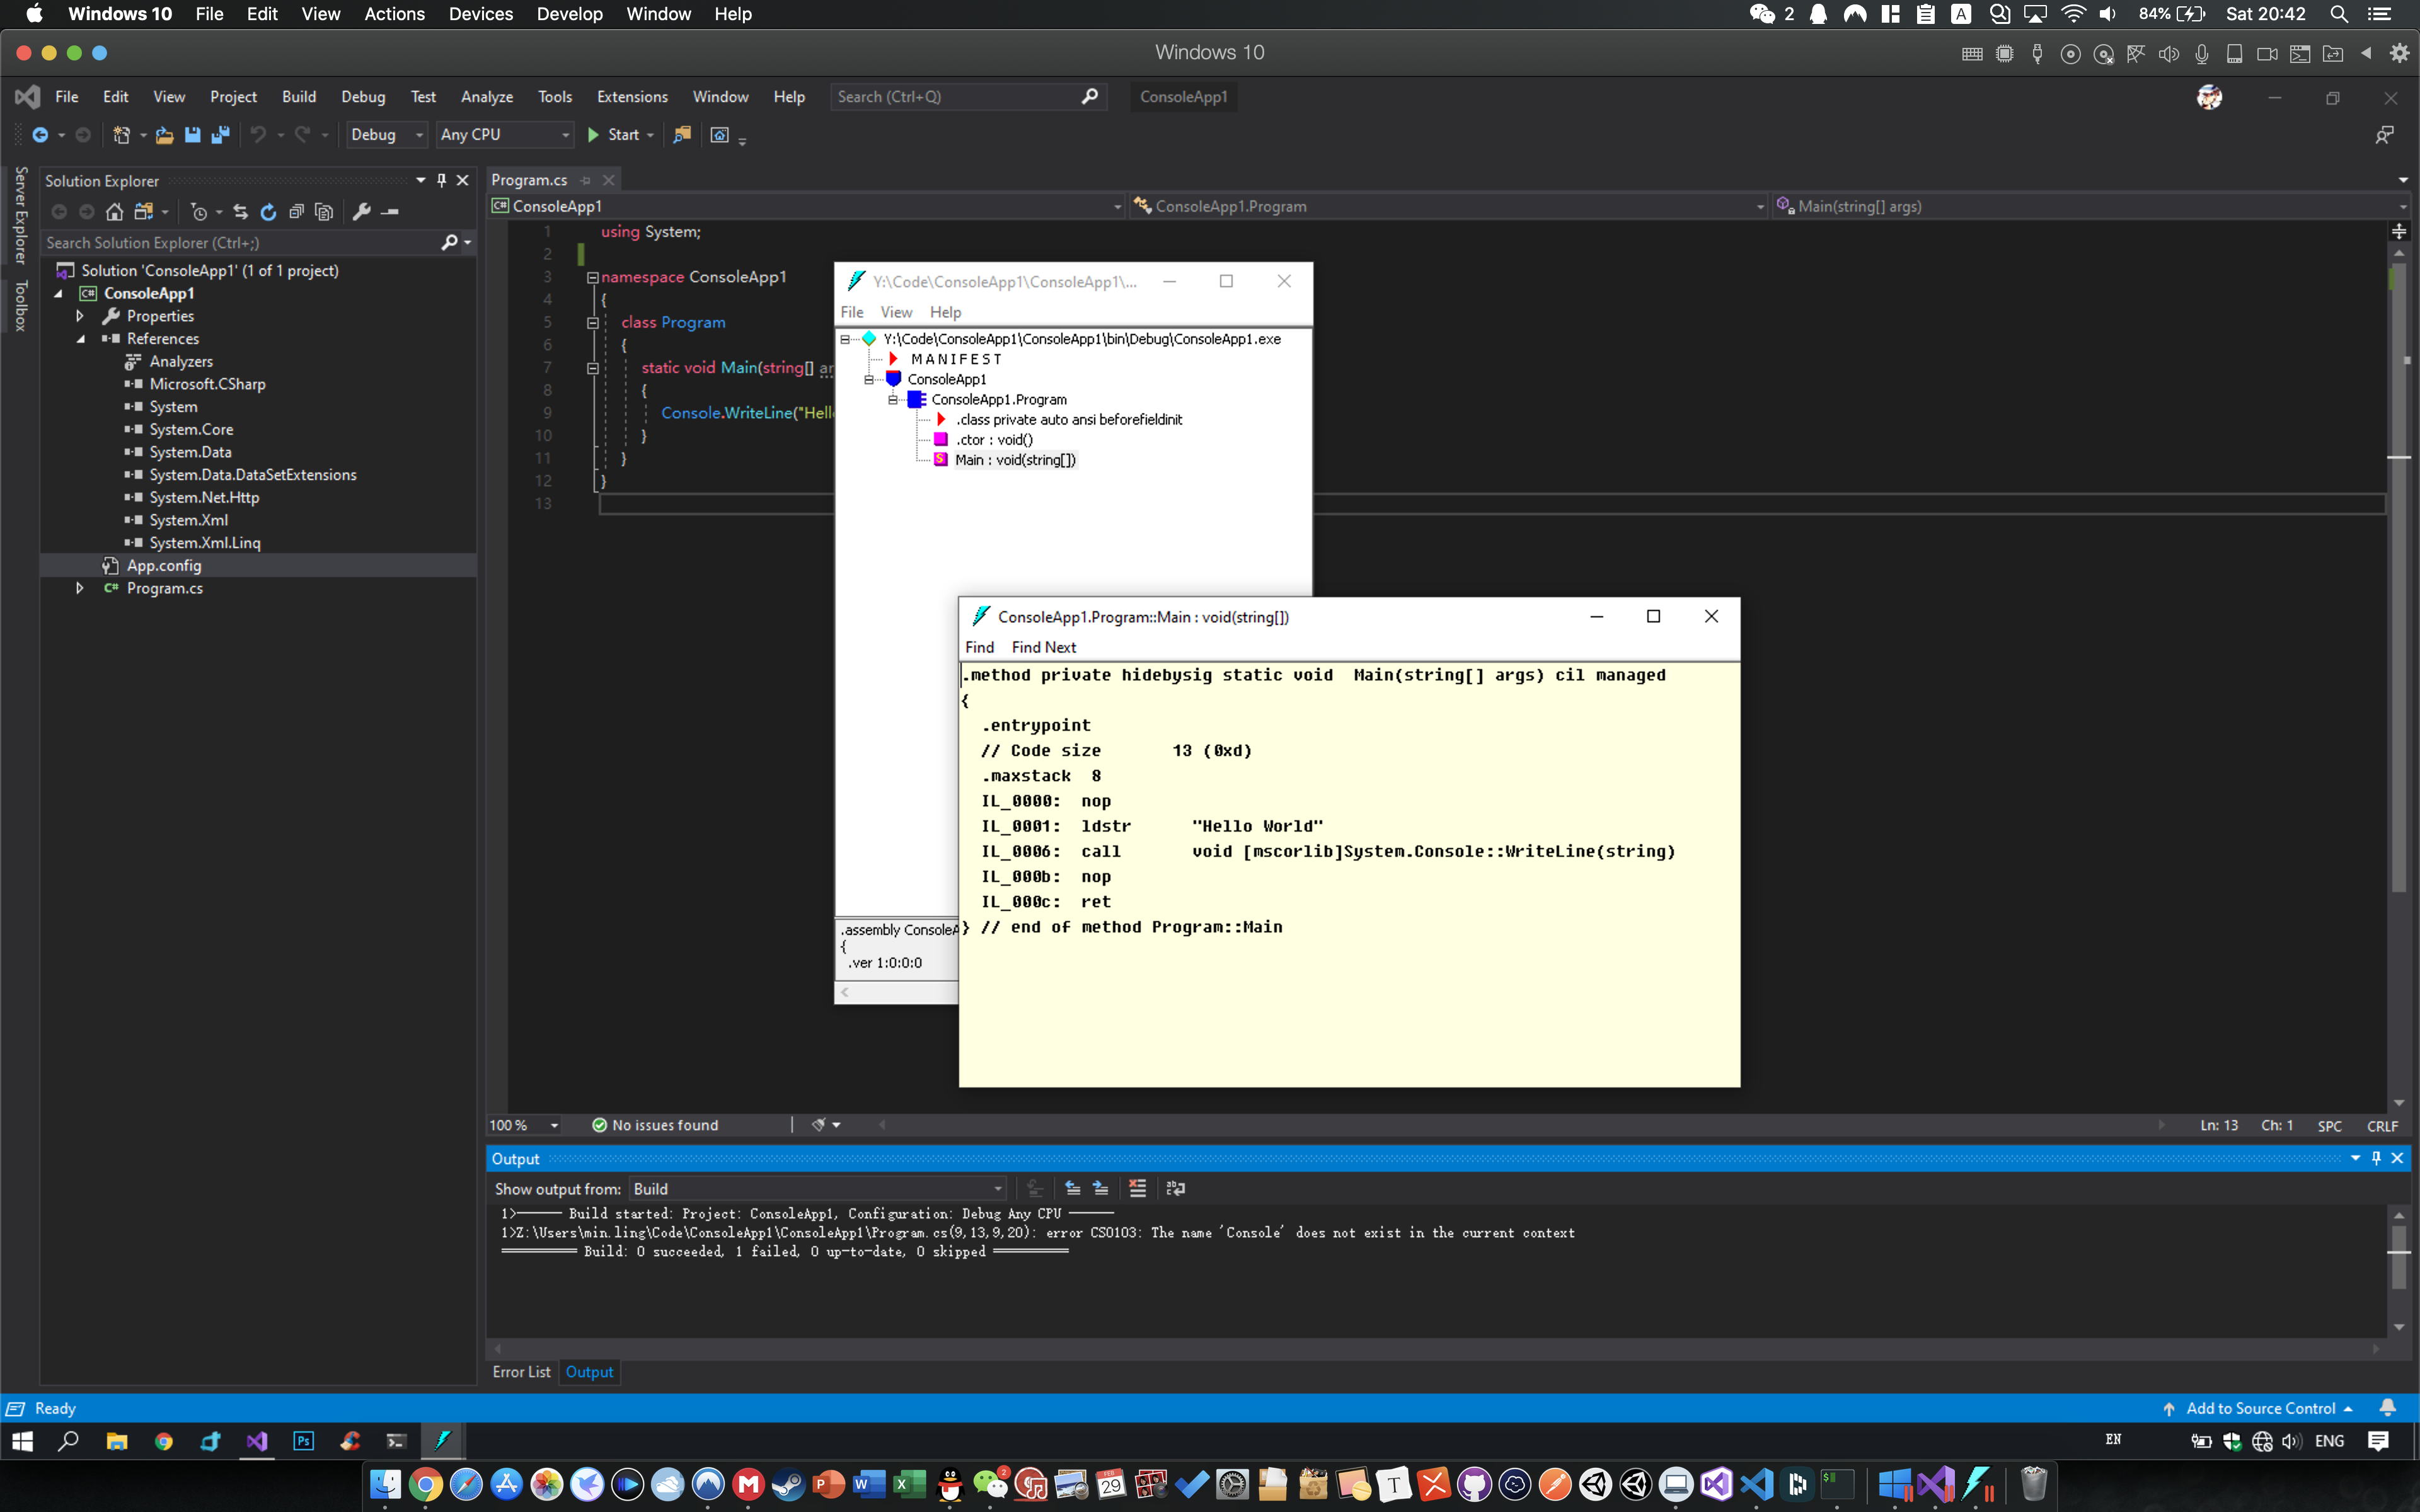 Windows 10 File Edit View Actions Devices Develop Window Help 2 A 84% Sat 20:42
Windows 10
File Edit View Project Build Debug Test Analyze Tools Extensions Window Help Search (Ctrl+Q) ConsoleApp1
Debug Any CPU Start
Server Explorer
Toolbox
Solution Explorer
Search Solution Explorer (Ctrl+;)
Solution 'ConsoleApp1' (1 of 1 project)
C# ConsoleApp1
Properties
References
Analyzers
Microsoft.CSharp
System
System.Core
System.Data
System.Data.DataSetExtensions
System.Net.Http
System.Xml
System.Xml.Linq
App.config
C# Program.cs
Program.cs
C# ConsoleApp1 ConsoleApp1.Program Main(string[] args)
1 using System;
2
3 namespace ConsoleApp1
4 {
5 class Program
6 {
7 static void Main(string[] ar
8 {
9 Console.WriteLine("Hell
10 }
11 }
12 }
13
Y:\Code\ConsoleApp1\ConsoleApp1\...
File View Help
Y:\Code\ConsoleApp1\ConsoleApp1\bin\Debug\ConsoleApp1.exe
M A N I F E S T
ConsoleApp1
ConsoleApp1.Program
.class private auto ansi beforefieldinit
.ctor : void()
S Main : void(string[])
.assembly ConsoleA
{
.ver 1:0:0:0
ConsoleApp1.Program::Main : void(string[])
Find Find Next
.method private hidebysig static void  Main(string[] args) cil managed
{
.entrypoint
// Code size       13 (0xd)
.maxstack  8
IL_0000:  nop
IL_0001:  ldstr      "Hello World"
IL_0006:  call       void [mscorlib]System.Console::WriteLine(string)
IL_000b:  nop
IL_000c:  ret
} // end of method Program::Main
100 % No issues found Ln: 13 Ch: 1 SPC CRLF
Output
Show output from: Build
1>------ Build started: Project: ConsoleApp1, Configuration: Debug Any CPU ------
1>Z:\Users\min.ling\Code\ConsoleApp1\ConsoleApp1\Program.cs(9,13,9,20): error CS0103: The name 'Console' does not exist in the current context
========== Build: 0 succeeded, 1 failed, 0 up-to-date, 0 skipped ==========
Error List Output
Ready Add to Source Control
Ps EN ENG
P W X 2 FEB 29 T $